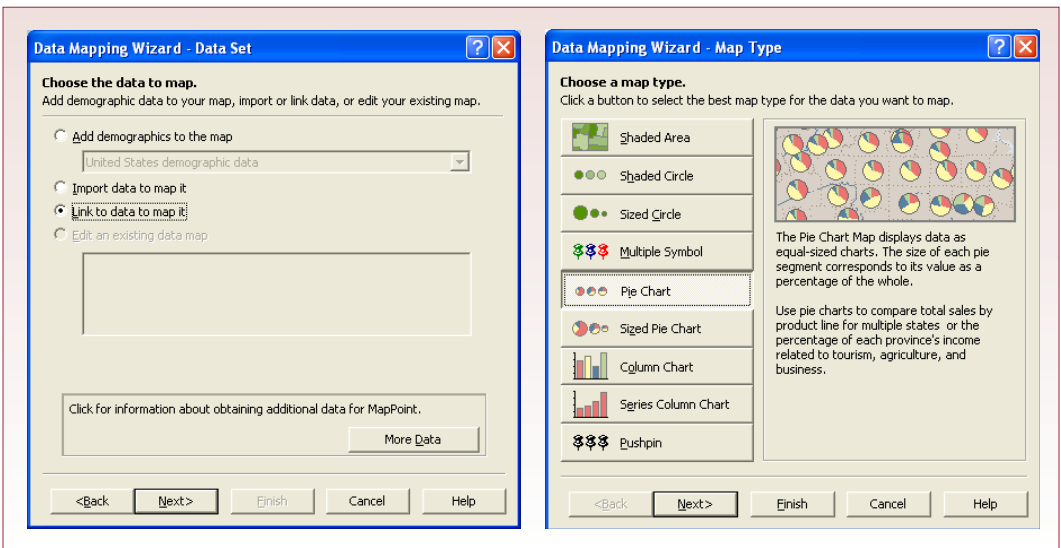 Data Mapping Wizard - Data Set
Choose the data to map.
Add demographic data to your map, import or link data, or edit your existing map.
Add demographics to the map
United States demographic data
Import data to map it
Link to data to map it
Edit an existing data map
Click for information about obtaining additional data for MapPoint.
More Data
<Back
Next>
Finish
Cancel
Help
Data Mapping Wizard - Map Type
Choose a map type.
Click a button to select the best map type for the data you want to map.
Shaded Area
Shaded Circle
Sized Circle
Multiple Symbol
Pie Chart
Sized Pie Chart
Column Chart
Series Column Chart
Pushpin
The Pie Chart Map displays data as
equal-sized charts. The size of each pie
segment corresponds to its value as a
percentage of the whole.
Use pie charts to compare total sales by
product line for multiple states or the
percentage of each province's income
related to tourism, agriculture, and
business.
<Back
Next>
Finish
Cancel
Help